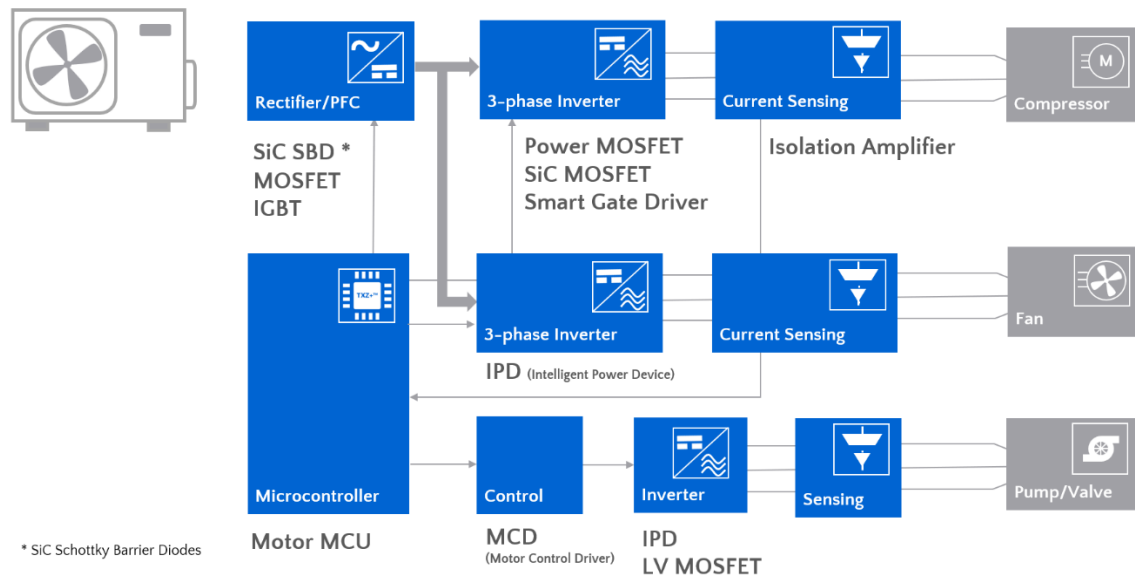 Rectifier/PFC
3-phase Inverter
Current Sensing
M
Compressor
SiC SBD *
MOSFET
IGBT
Power MOSFET
SiC MOSFET
Smart Gate Driver
Isolation Amplifier
TXZ+™
3-phase Inverter
Current Sensing
Fan
IPD (Intelligent Power Device)
Microcontroller
Control
Inverter
Sensing
Pump/Valve
Motor MCU
MCD
(Motor Control Driver)
IPD
LV MOSFET
* SiC Schottky Barrier Diodes